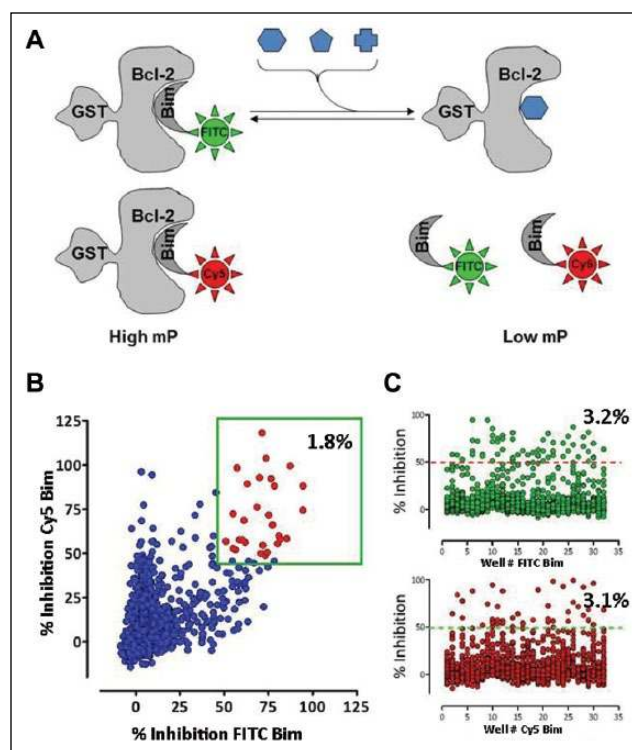 A
Bcl-2
GST
Bim
FITC
Bcl-2
GST
Bcl-2
GST
Bim
Cy5
Bim
FITC
Bim
Cy5
High mP
Low mP
B
% Inhibition Cy5 Bim
125
100
75
50
25
0
1.8%
0 25 50 75 100 125
% Inhibition FITC Bim
C
% Inhibition
100
50
0
3.2%
0 5 10 15 20 25 30 35
Well # FITC Bim
% Inhibition
100
50
0
3.1%
0 5 10 15 20 25 30 35
Well # Cy5 Bim